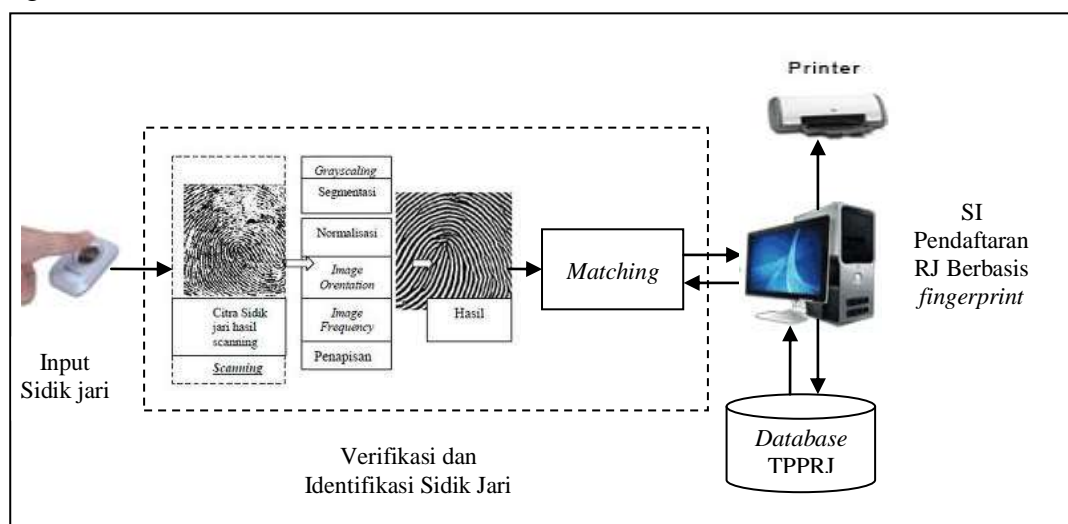 Printer
Grayscaling
Segmentasi
Normalisasi
Image
Orentation
Image
Frequency
Penapisan
Citra Sidik
jari hasil
scanning
Scanning
Hasil
Matching
SI
Pendaftaran
RJ Berbasis
fingerprint
Input
Sidik jari
Verifikasi dan
Identifikasi Sidik Jari
Database
TPPRJ